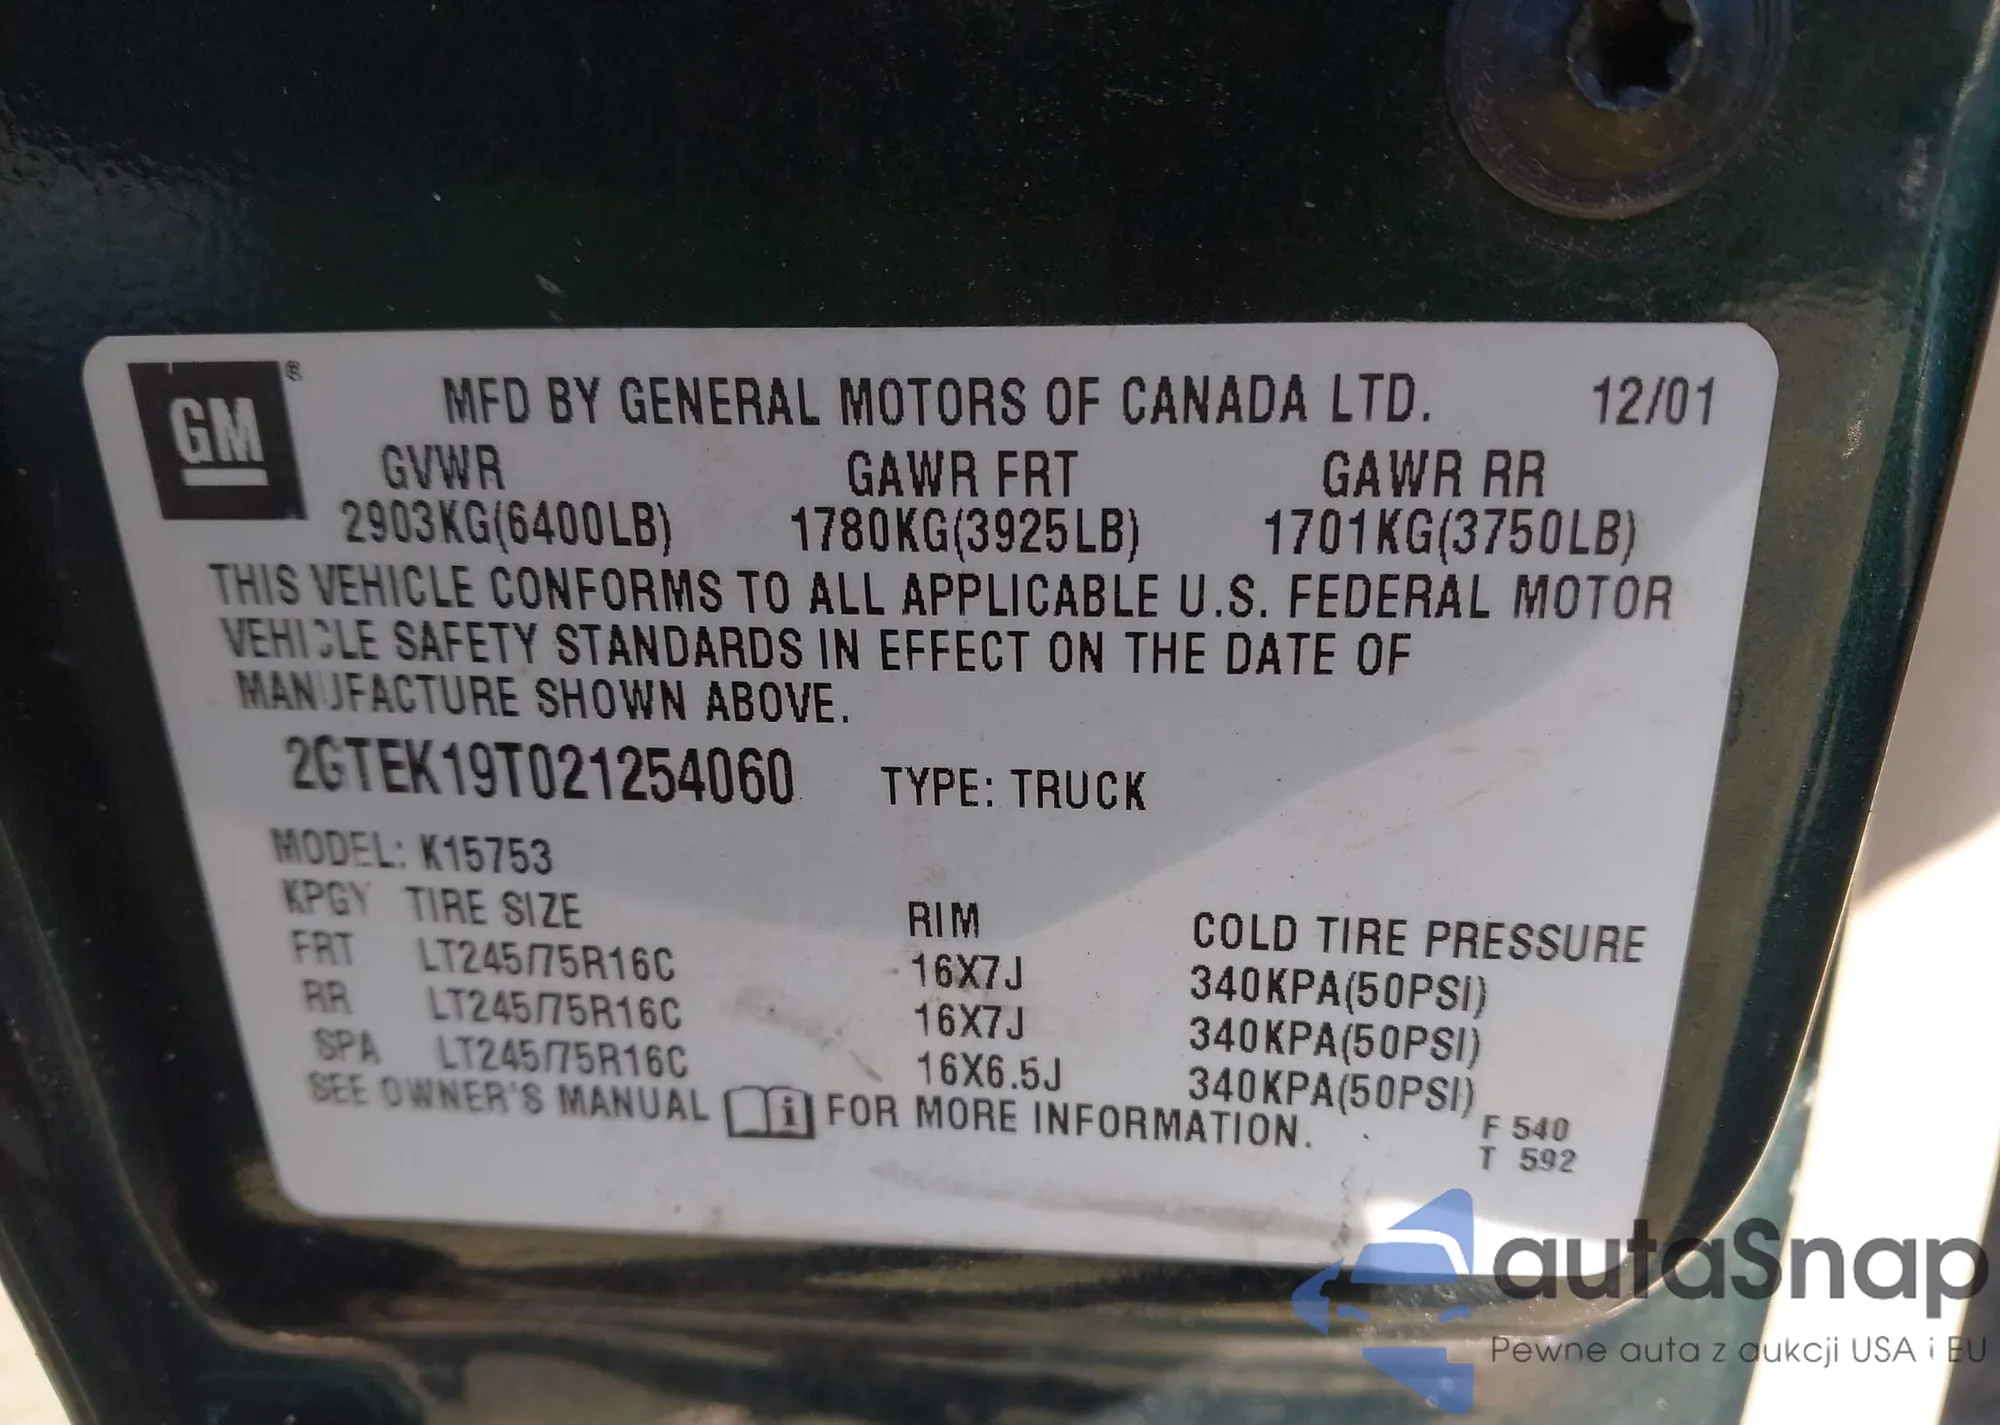 GM ® MFD BY GENERAL MOTORS OF CANADA LTD. 12/01
GVWR GAWR FRT GAWR RR
2903KG(6400LB) 1780KG(3925LB) 1701KG(3750LB)
THIS VEHICLE CONFORMS TO ALL APPLICABLE U.S. FEDERAL MOTOR
VEHICLE SAFETY STANDARDS IN EFFECT ON THE DATE OF
MANUFACTURE SHOWN ABOVE.
2GTEK19T021254060 TYPE: TRUCK
MODEL: K15753
KPGY TIRE SIZE RIM COLD TIRE PRESSURE
FRT LT245/75R16C 16X7J 340KPA(50PSI)
RR LT245/75R16C 16X7J 340KPA(50PSI)
SPA LT245/75R16C 16X6.5J 340KPA(50PSI)
SEE OWNER'S MANUAL i FOR MORE INFORMATION.
F 540
T 592
autaSnap
Pewne auta z aukcji USA i EU